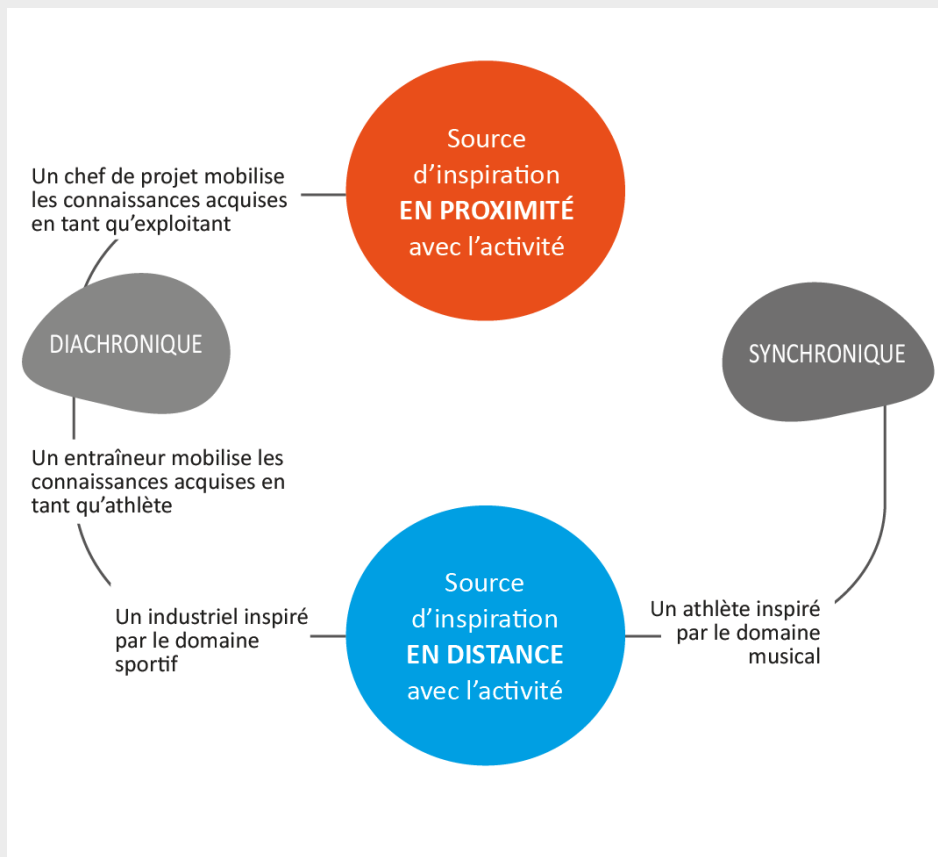 Source
d’inspiration
EN PROXIMITÉ
avec l’activité
Un chef de projet mobilise
les connaissances acquises
en tant qu’exploitant
DIACHRONIQUE
SYNCHRONIQUE
Un entraîneur mobilise les
connaissances acquises en
tant qu’athlète
Source
d’inspiration
EN DISTANCE
avec l’activité
Un industriel inspiré
par le domaine
sportif
Un athlète inspiré
par le domaine
musical